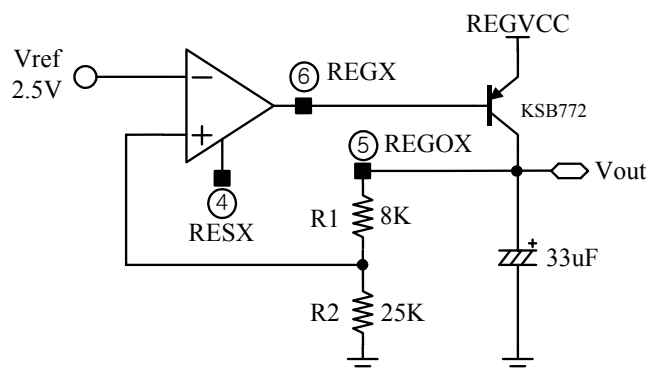 REGVCC
Vref
2.5V
−
⑥ REGX
KSB772
+
⑤ REGOX
Vout
④
RESX
R1 8K
+
33uF
R2 25K